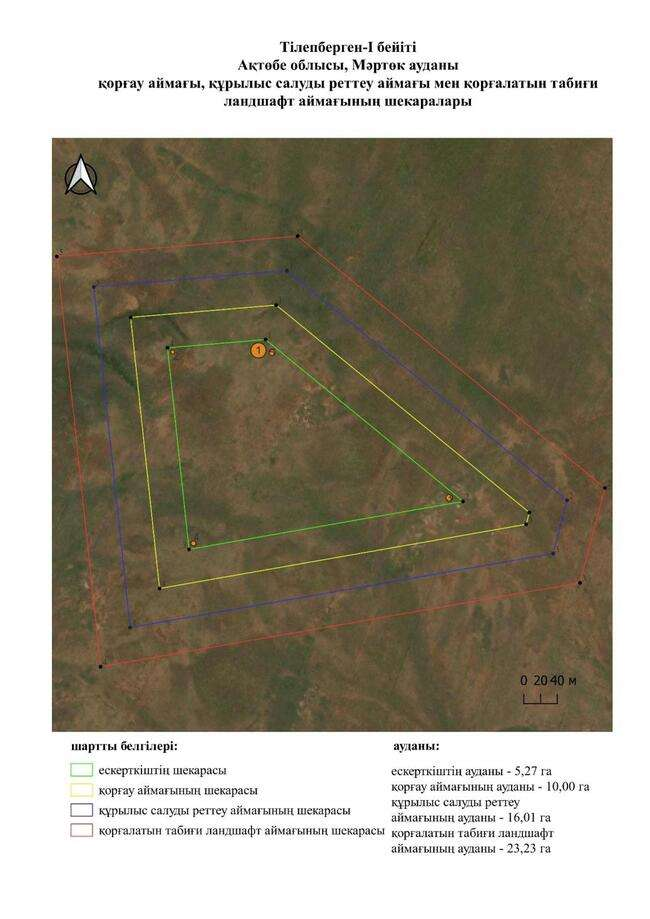 Тілепберген-I бейіті
Ақтөбе облысы, Мәртөк ауданы
қорғау аймағы, құрылыс салуды реттеу аймағы мен қорғалатын табиғи
ландшафт аймағының шекаралары
1
0 20 40 м
шартты белгілері:
ескерткіштің шекарасы
қорғау аймағының шекарасы
құрылыс салуды реттеу аймағының шекарасы
қорғалатын табиғи ландшафт аймағының шекарасы
ауданы:
ескерткіштің ауданы - 5,27 га
қорғау аймағының ауданы - 10,00 га
құрылыс салуды реттеу
аймағының ауданы - 16,01 га
қорғалатын табиғи ландшафт
аймағының ауданы - 23,23 га